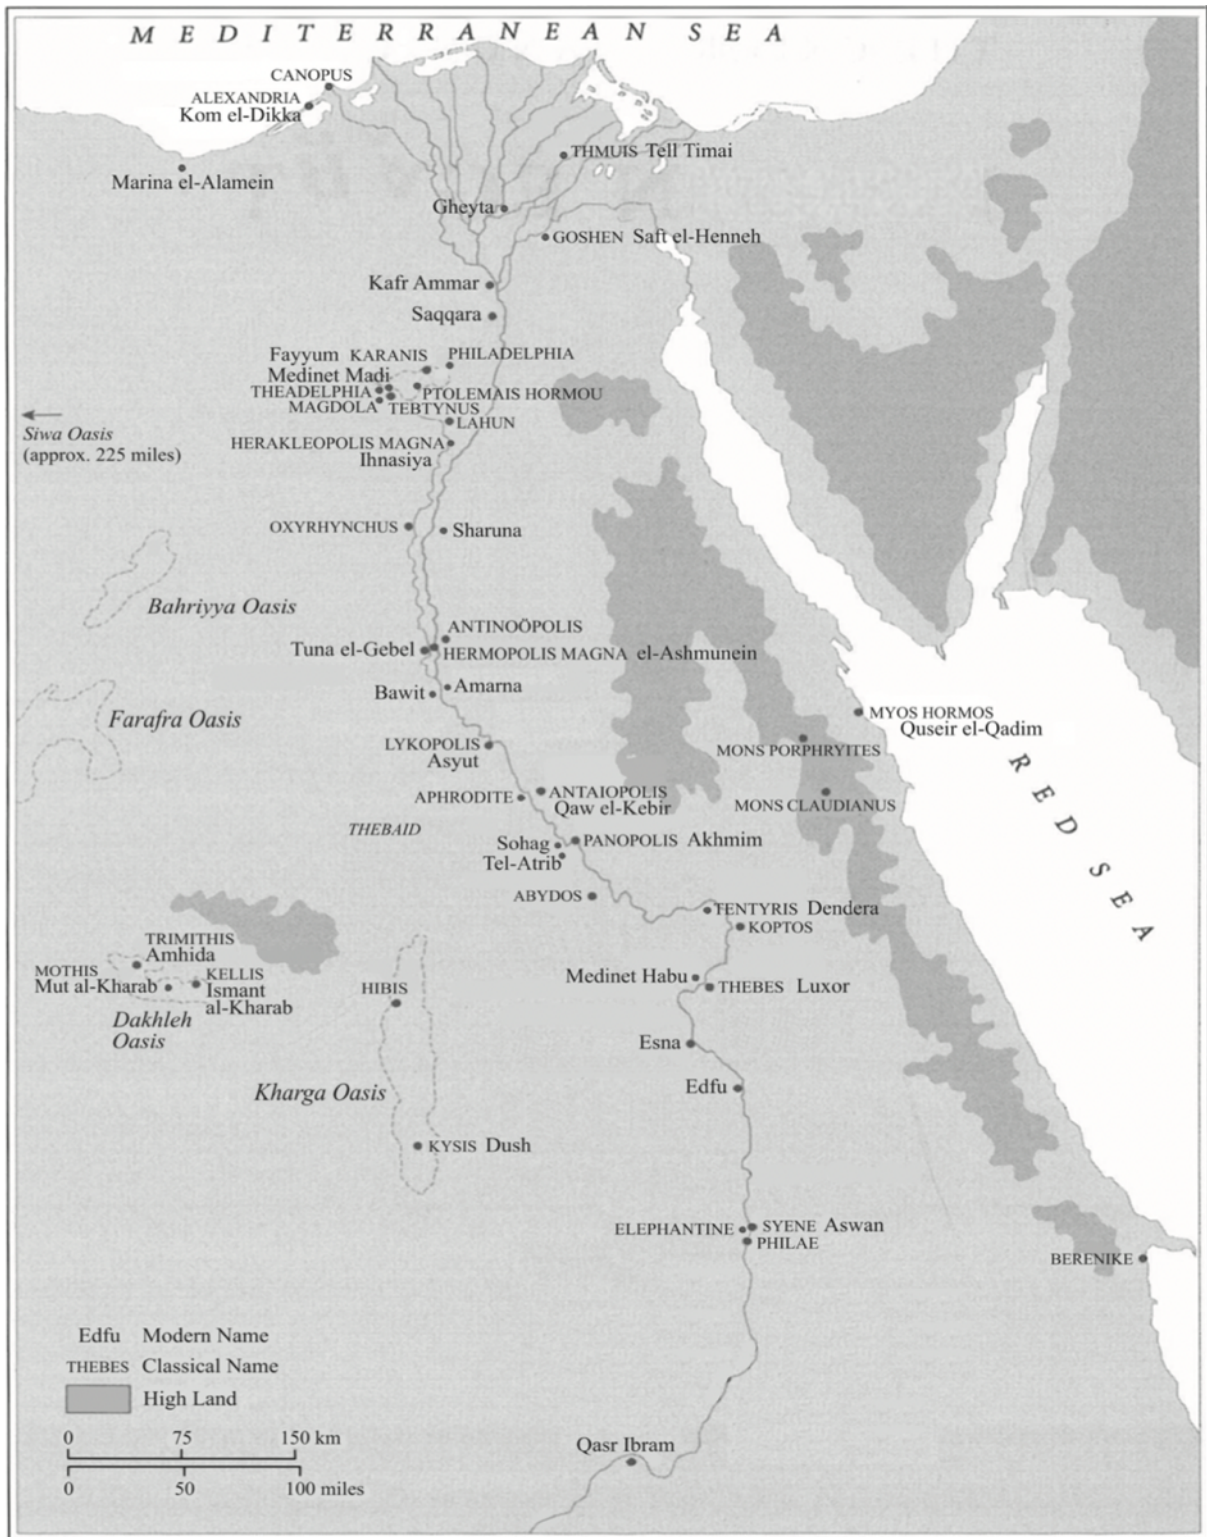 MEDITERRANEAN SEA
CANOPUS
ALEXANDRIA
Kom el-Dikka
THMUIS Tell Timai
Marina el-Alamein
Gheyta
GOSHEN Saft el-Henneh
Kafr Ammar
Saqqara
Fayyum KARANIS
PHILADELPHIA
Medinet Madi
THEADELPHIA
PTOLEMAIS HORMOU
MAGDOLA
TEBTYNUS
LAHUN
Siwa Oasis
(approx. 225 miles)
HERAKLEOPOLIS MAGNA
Ihnasiya
OXYRHYNCHUS
Sharuna
Bahriyya Oasis
ANTINOÖPOLIS
Tuna el-Gebel
HERMOPOLIS MAGNA el-Ashmunein
Bawit
Amarna
Farafra Oasis
MYOS HORMOS
Quseir el-Qadim
LYKOPOLIS
Asyut
MONS PORPHYRITES
RED SEA
APHRODITE
ANTAIOPOLIS
Qaw el-Kebir
MONS CLAUDIANUS
THEBAID
Sohag
PANOPOLIS Akhmim
Tel-Atrib
ABYDOS
TENTYRIS Dendera
KOPTOS
TRIMITHIS
Amhida
MOTHIS
Mut al-Kharab
KELLIS
Ismant
al-Kharab
HIBIS
Medinet Habu
THEBES Luxor
Dakhleh
Oasis
Esna
Kharga Oasis
Edfu
KYSIS Dush
ELEPHANTINE
SYENE Aswan
PHILAE
BERENIKE
Edfu Modern Name
THEBES Classical Name
High Land
0 75 150 km
0 50 100 miles
Qasr Ibram